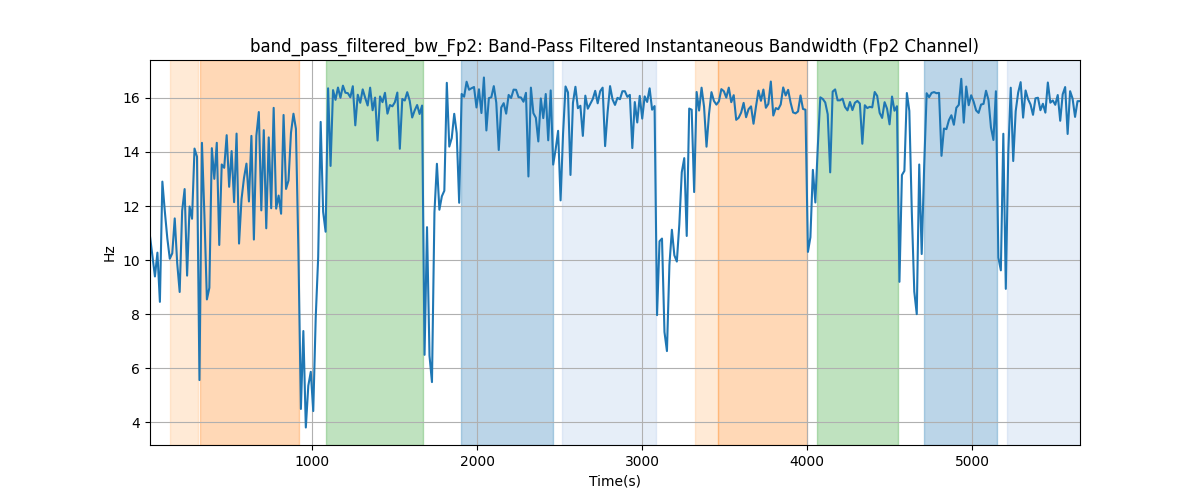 band_pass_filtered_bw_Fp2: Band-Pass Filtered Instantaneous Bandwidth (Fp2 Channel)
16
14
12
10
8
6
4
Hz
1000 2000 3000 4000 5000
Time(s)